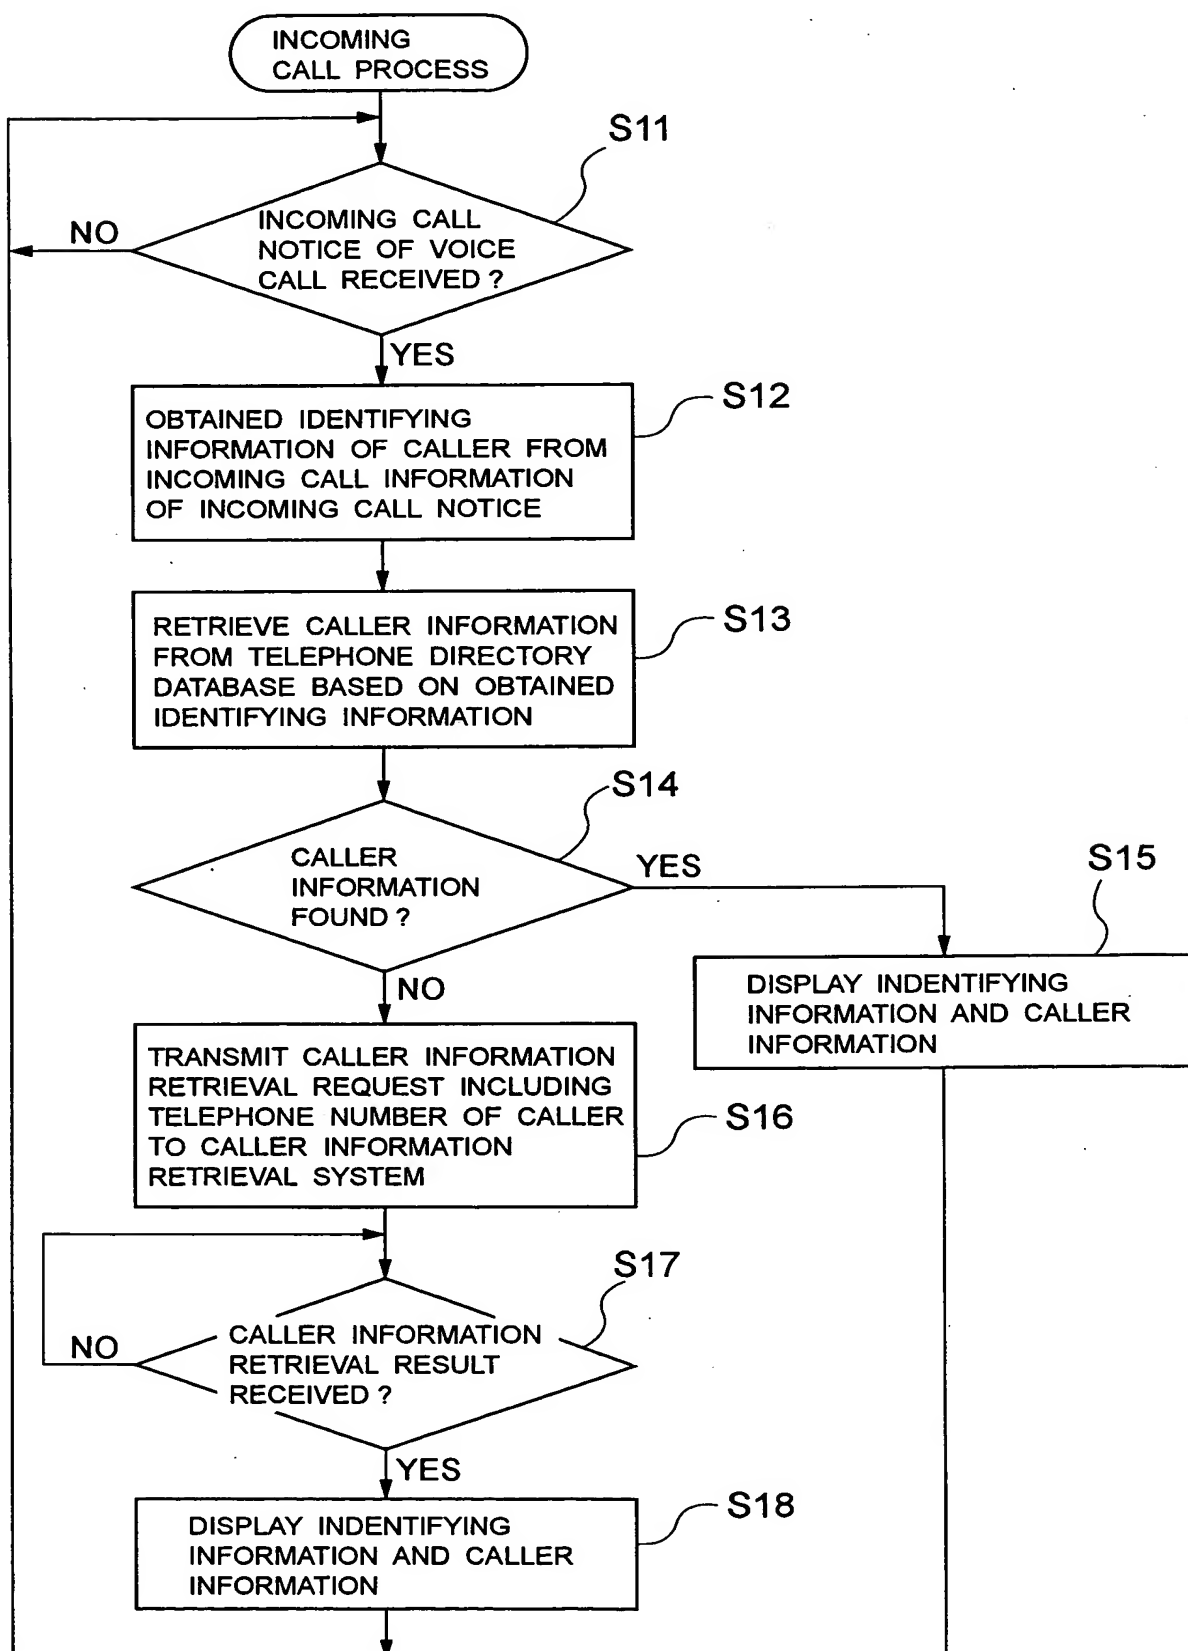 INCOMING
CALL PROCESS
S11
INCOMING CALL
NOTICE OF VOICE
CALL RECEIVED ?
NO
YES
S12
OBTAINED IDENTIFYING
INFORMATION OF CALLER FROM
INCOMING CALL INFORMATION
OF INCOMING CALL NOTICE
S13
RETRIEVE CALLER INFORMATION
FROM TELEPHONE DIRECTORY
DATABASE BASED ON OBTAINED
IDENTIFYING INFORMATION
S14
CALLER
INFORMATION
FOUND ?
YES
S15
DISPLAY INDENTIFYING
INFORMATION AND CALLER
INFORMATION
NO
TRANSMIT CALLER INFORMATION
RETRIEVAL REQUEST INCLUDING
TELEPHONE NUMBER OF CALLER
TO CALLER INFORMATION
RETRIEVAL SYSTEM
S16
S17
CALLER INFORMATION
RETRIEVAL RESULT
RECEIVED ?
NO
YES
S18
DISPLAY INDENTIFYING
INFORMATION AND CALLER
INFORMATION